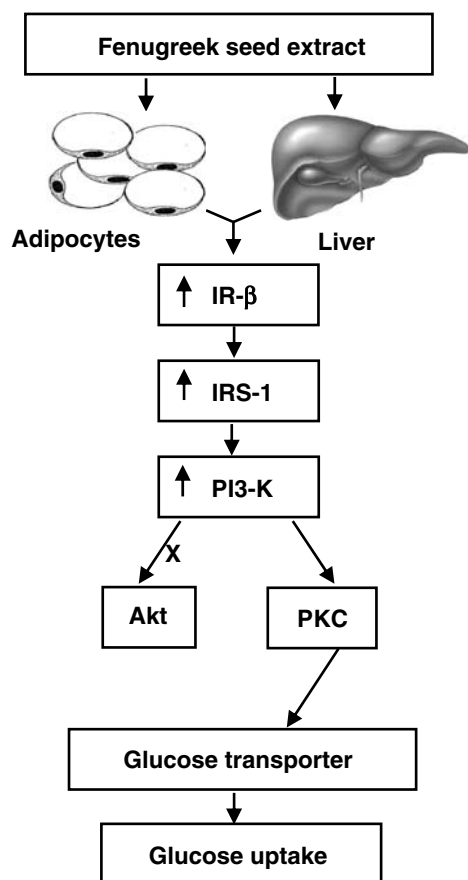 Fenugreek seed extract
Adipocytes
Liver
↑ IR-β
↑ IRS-1
↑ PI3-K
X
Akt
PKC
Glucose transporter
Glucose uptake